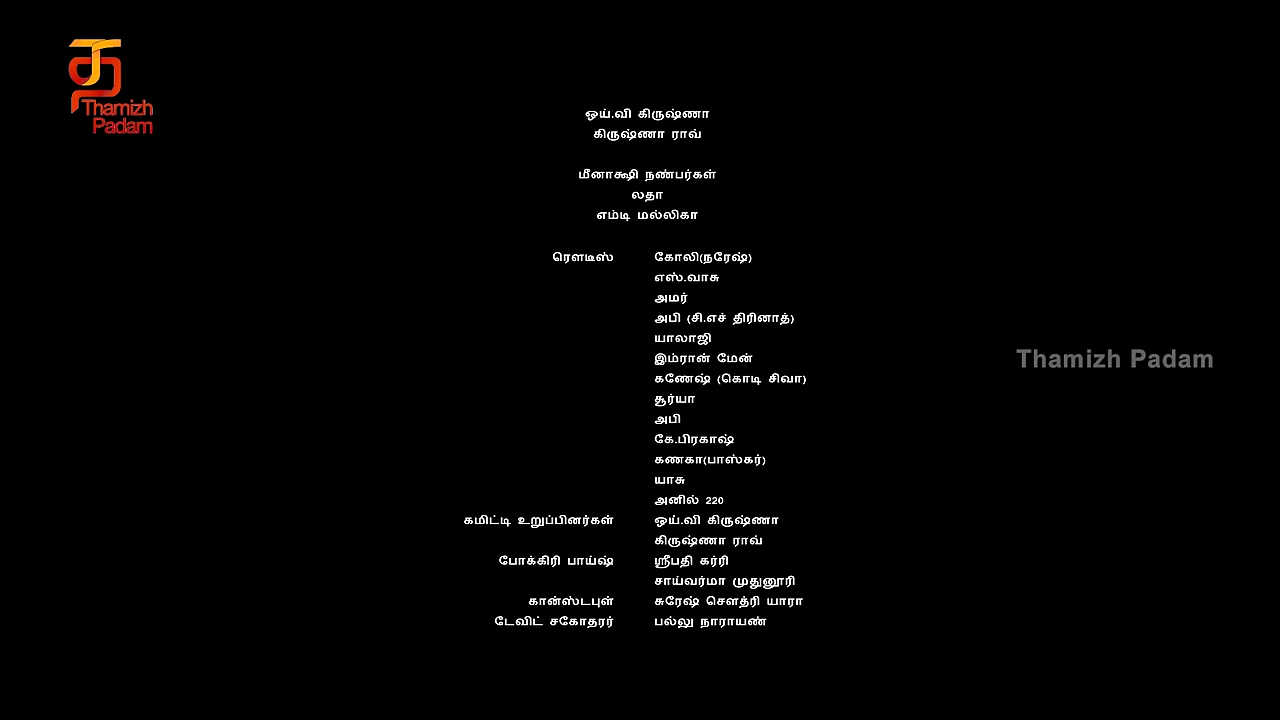 த
Thamizh
Padam
ஒய்.வி கிருஷ்ணா
கிருஷ்ணா ராவ்
மீனாக்ஷி நண்பர்கள்
லதா
எம்டி மல்லிகா
ரௌடீஸ் கோலி(நரேஷ்)
எஸ்.வாசு
அமர்
அபி (சி.எச் திரினாத்)
யாலாஜி
இம்ரான் மேன்
கணேஷ் (கொடி சிவா)
சூர்யா
அபி
கே.பிரகாஷ்
கணகா(பாஸ்கர்)
யாசு
அனில் 220
கமிட்டி உறுப்பினர்கள் ஒய்.வி கிருஷ்ணா
கிருஷ்ணா ராவ்
போக்கிரி பாய்ஷ் ஸ்ரீபதி கர்ரி
சாய்வர்மா முதுனூரி
கான்ஸ்டபுள் சுரேஷ் சௌத்ரி யாரா
டேவிட் சகோதரர் பல்லு நாராயண்
Thamizh Padam